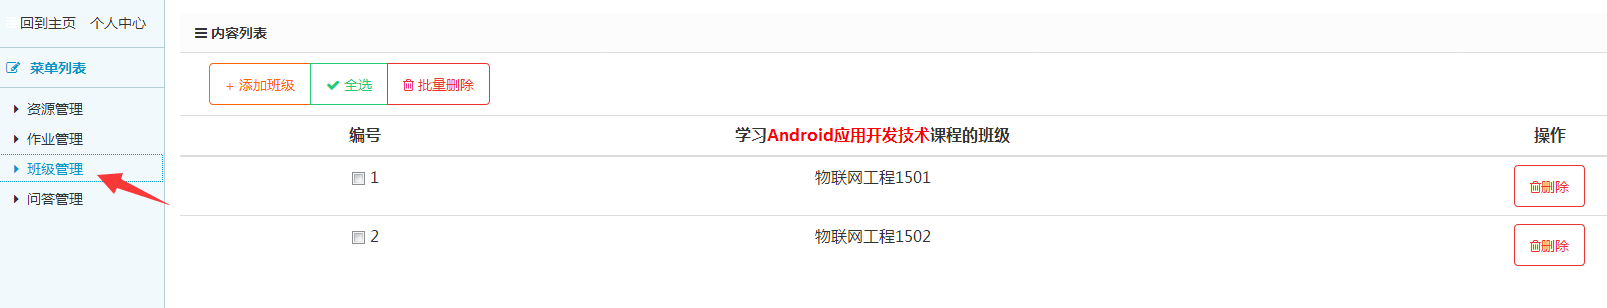 回到主页 个人中心
菜单列表
资源管理
作业管理
班级管理
问答管理
内容列表
+ 添加班级 全选 批量删除
编号 学习Android应用开发技术课程的班级 操作
1 物联网工程1501 删除
2 物联网工程1502 删除